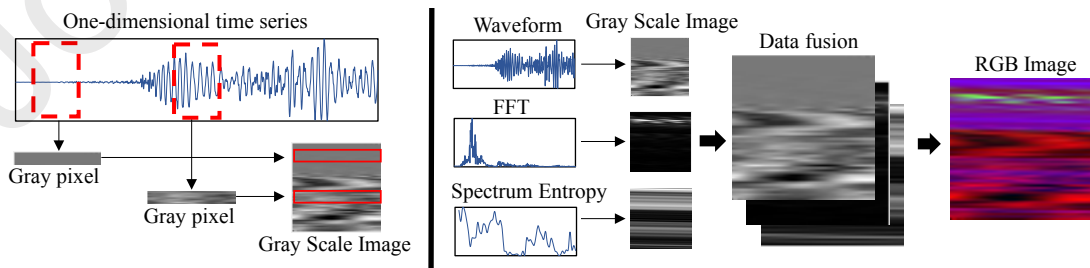 One-dimensional time series
Gray pixel
Gray pixel
Gray Scale Image
Waveform
Gray Scale Image
FFT
Spectrum Entropy
Data fusion
RGB Image